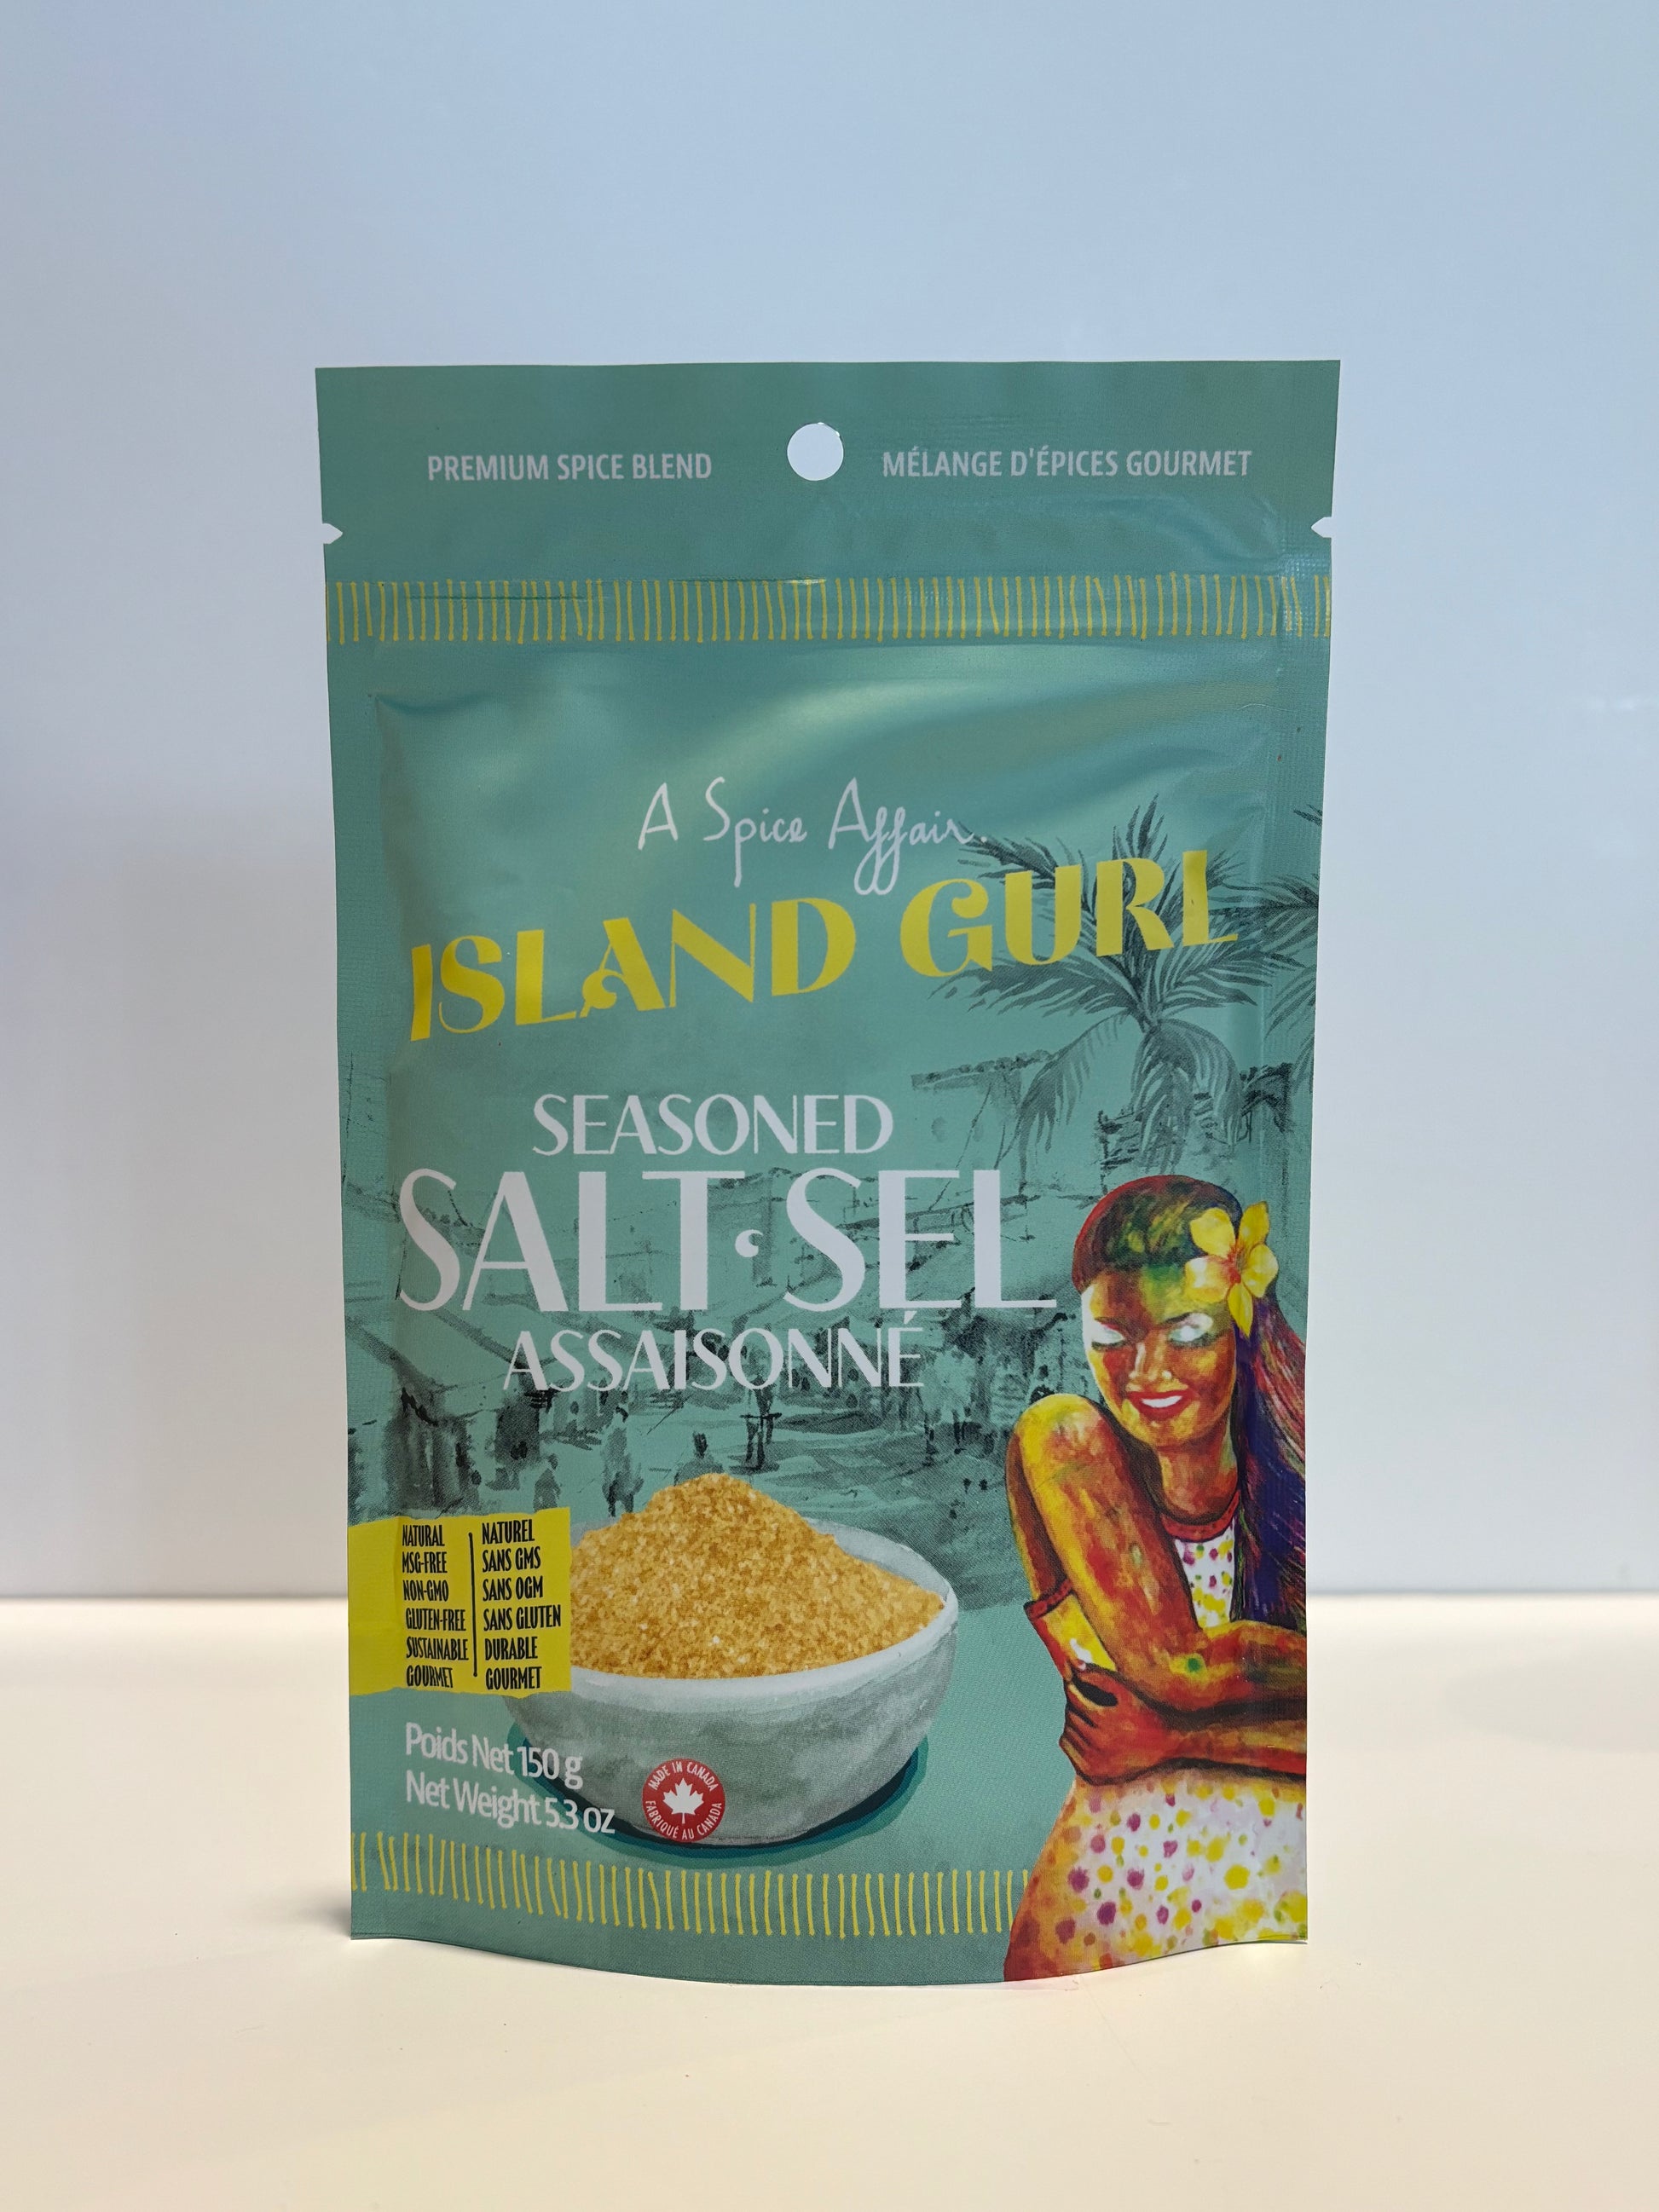 PREMIUM SPICE BLEND
MÉLANGE D'ÉPICES GOURMET
A Spice Affair.
ISLAND GURL
SEASONED
SALT·SEL
ASSAISONNÉ
NATURAL
MSG-FREE
NON-GMO
GLUTEN-FREE
SUSTAINABLE
GOURMET
NATUREL
SANS GMS
SANS OGM
SANS GLUTEN
DURABLE
GOURMET
Poids Net 150 g
Net Weight 5.3 oz
MADE IN CANADA
FABRIQUÉ AU CANADA